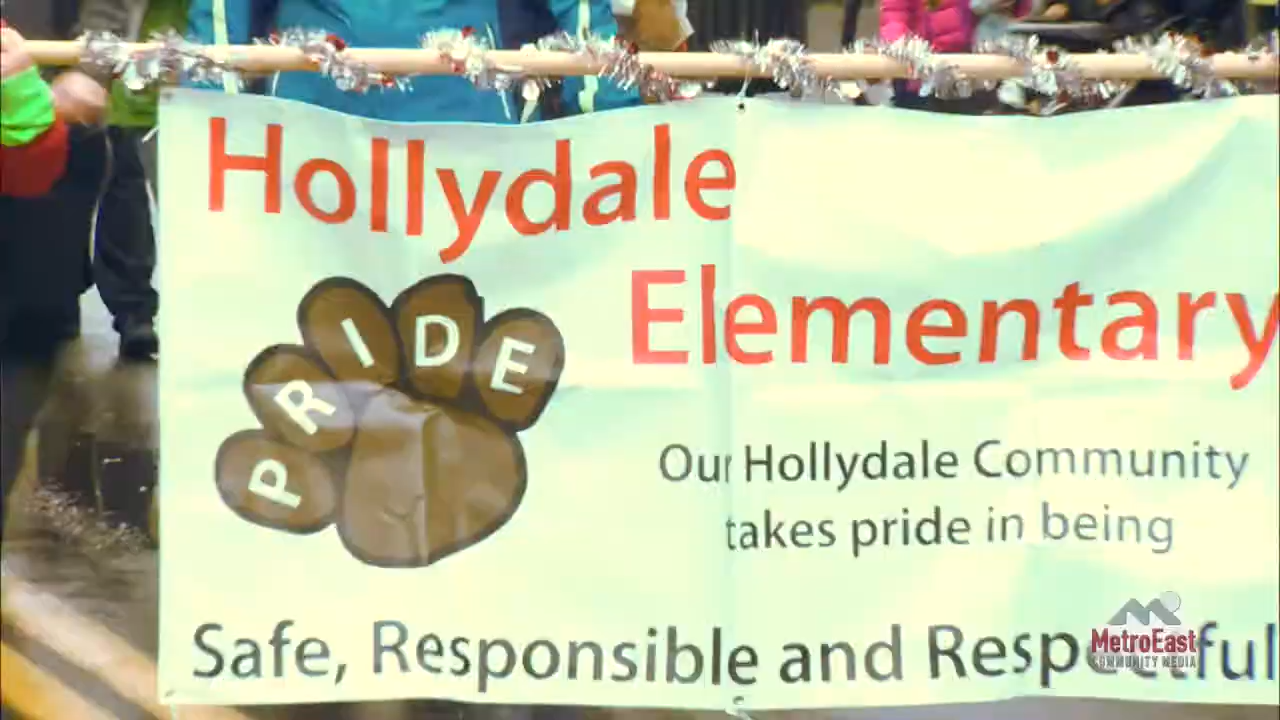 Hollydale
Elementary
PRIDE
Our Hollydale Community
takes pride in being
Safe, Responsible and Respectful
MetroEast
COMMUNITY MEDIA